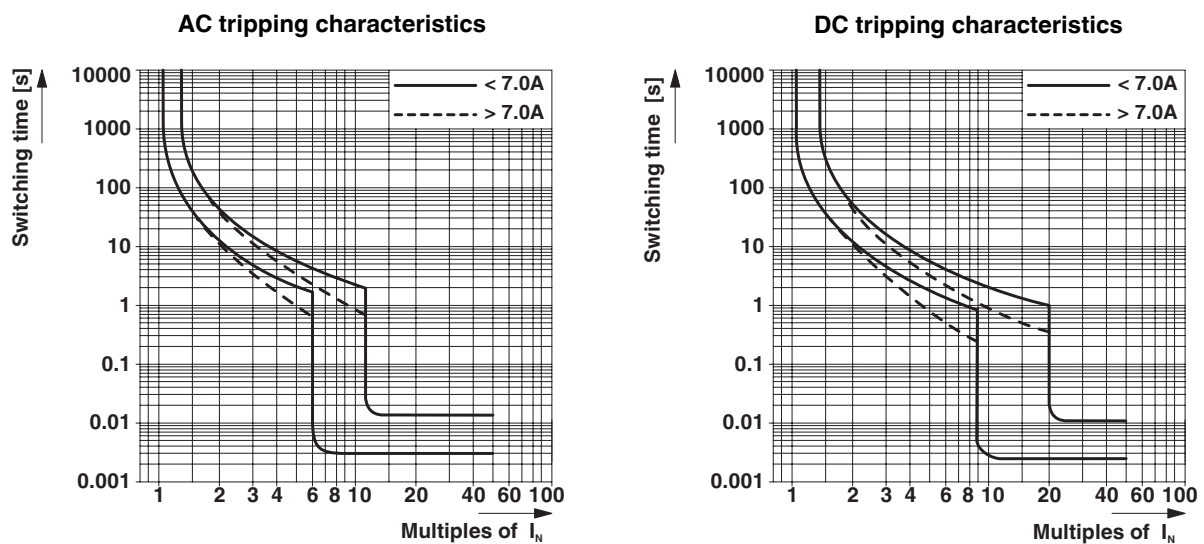 AC tripping characteristics
Switching time [s]
10000
1000
100
10
1
0.1
0.01
0.001
< 7.0A
> 7.0A
1 2 3 4 6 8 10 20 40 60 100
Multiples of IN
DC tripping characteristics
Switching time [s]
10000
1000
100
10
1
0.1
0.01
0.001
< 7.0A
> 7.0A
1 2 3 4 6 8 10 20 40 60 100
Multiples of IN